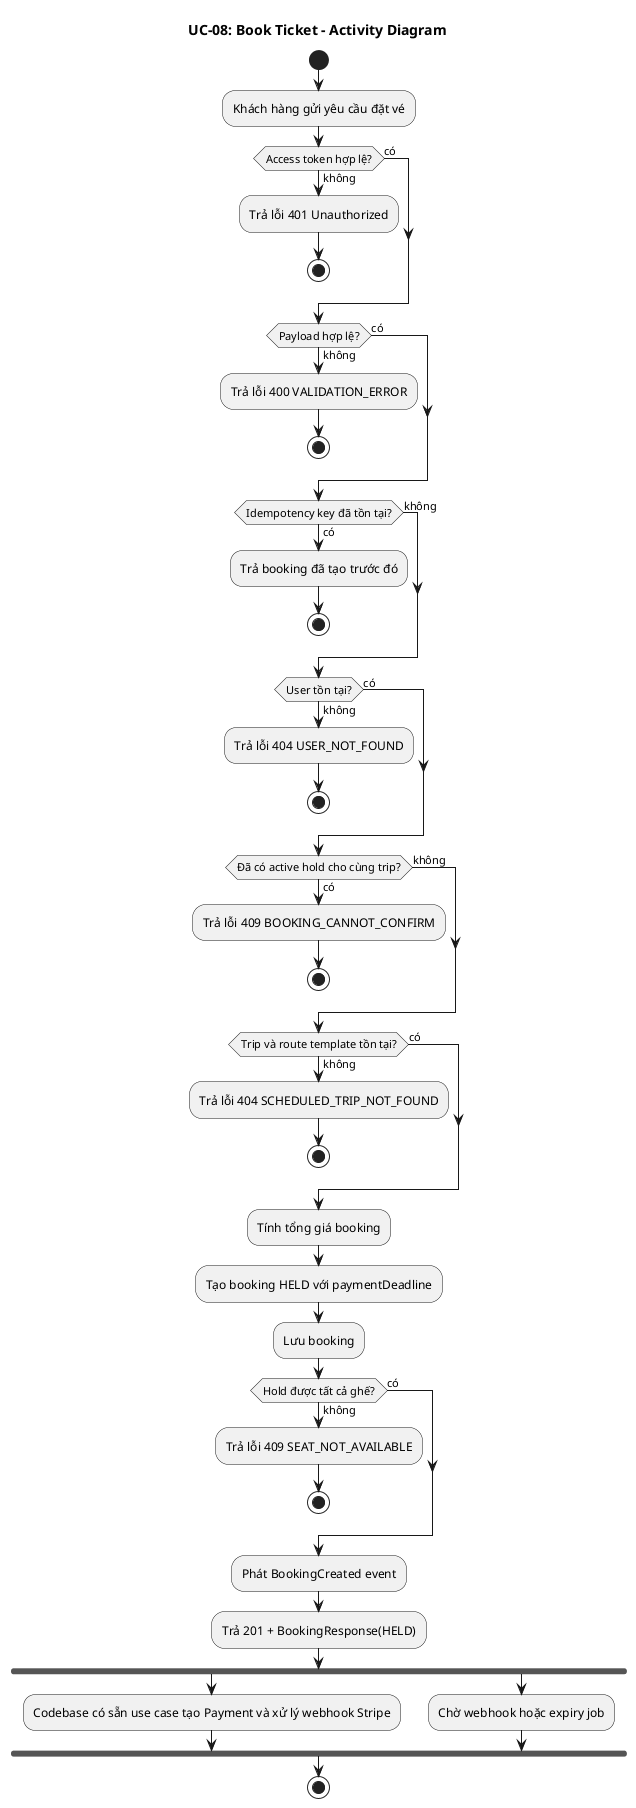 UC-08: Book Ticket - Activity Diagram
Khách hàng gửi yêu cầu đặt vé
Access token hợp lệ?
có
không
Trả lỗi 401 Unauthorized
Payload hợp lệ?
có
không
Trả lỗi 400 VALIDATION_ERROR
Idempotency key đã tồn tại?
không
có
Trả booking đã tạo trước đó
User tồn tại?
có
không
Trả lỗi 404 USER_NOT_FOUND
Đã có active hold cho cùng trip?
không
có
Trả lỗi 409 BOOKING_CANNOT_CONFIRM
Trip và route template tồn tại?
có
không
Trả lỗi 404 SCHEDULED_TRIP_NOT_FOUND
Tính tổng giá booking
Tạo booking HELD với paymentDeadline
Lưu booking
Hold được tất cả ghế?
có
không
Trả lỗi 409 SEAT_NOT_AVAILABLE
Phát BookingCreated event
Trả 201 + BookingResponse(HELD)
Codebase có sẵn use case tạo Payment và xử lý webhook Stripe
Chờ webhook hoặc expiry job